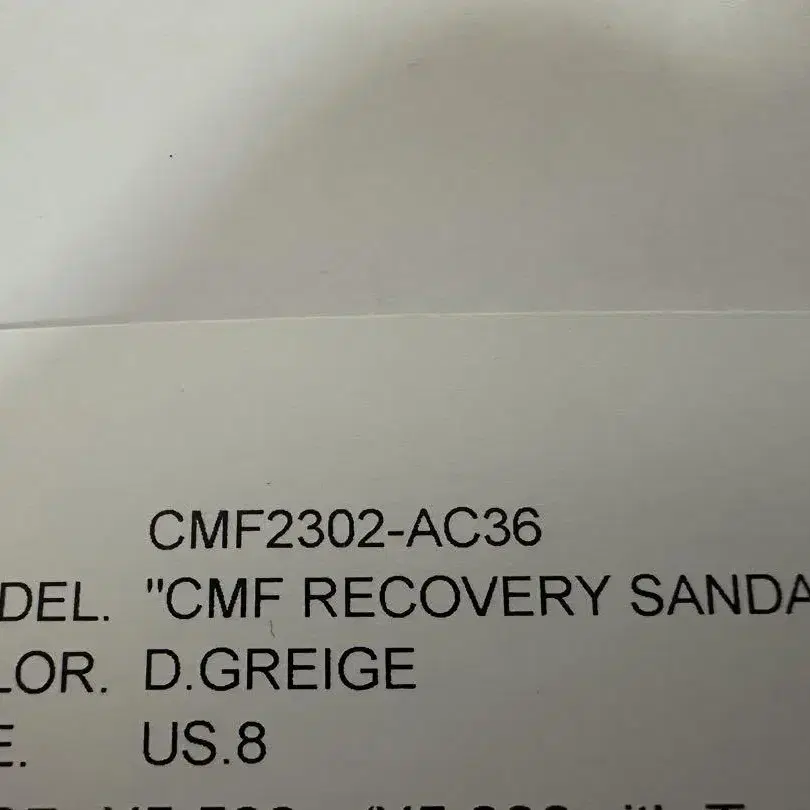 CMF2302-AC36
DEL. "CMF RECOVERY SANDA
LOR. D.GREIGE
E. US.8